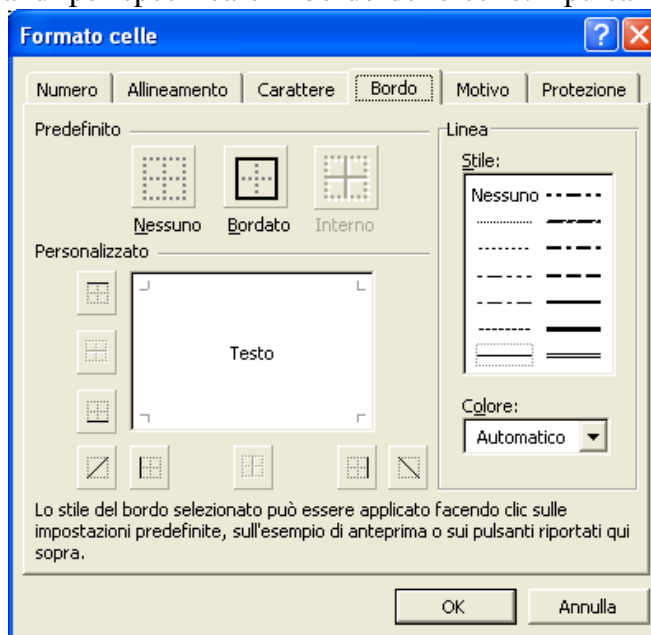 Formato celle
Numero Allineamento Carattere Bordo Motivo Protezione
Predefinito
Nessuno Bordato Interno
Personalizzato
Testo
Linea
Stile:
Nessuno
Colore:
Automatico
Lo stile del bordo selezionato può essere applicato facendo clic sulle
impostazioni predefinite, sull'esempio di anteprima o sui pulsanti riportati qui
sopra.
OK Annulla